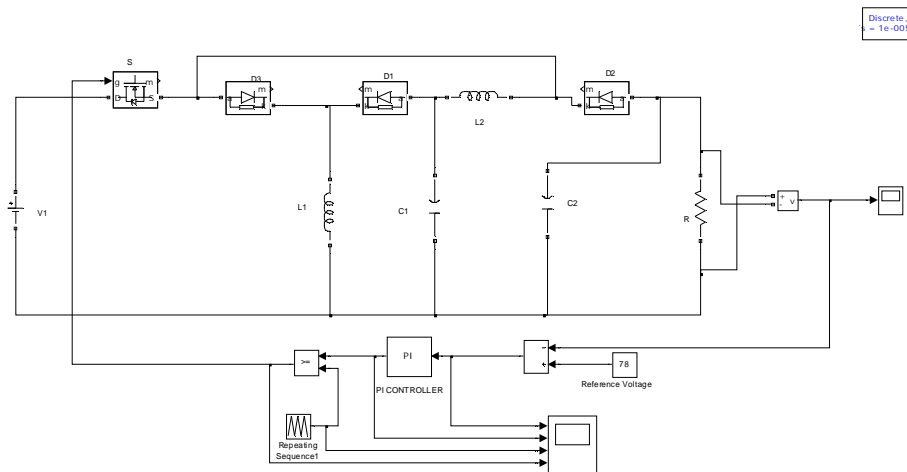 Discrete,
s = 1e-005
S
g
m
D
S
D3
a
m
k
D1
m
k
a
L2
D2
m
k
a
V1
L1
C1
C2
R
+
-
v
>=
PI
PI CONTROLLER
-
+
78
Reference Voltage
Repeating
Sequence1